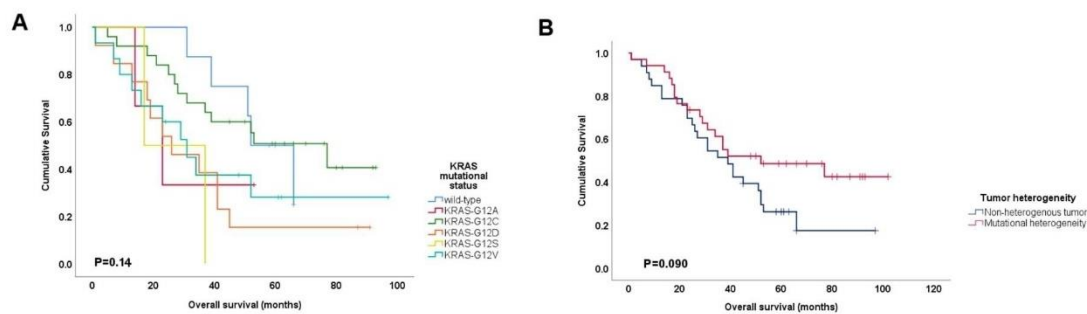 A
1.0
0.8
0.6
0.4
0.2
0.0
Cumulative Survival
P=0.14
0
20
40
60
80
100
Overall survival (months)
KRAS
mutational
status
wild-type
KRAS-G12A
KRAS-G12C
KRAS-G12D
KRAS-G12S
KRAS-G12V
B
1.0
0.8
0.6
0.4
0.2
0.0
Cumulative Survival
P=0.090
0
20
40
60
80
100
120
Overall survival (months)
Tumor heterogeneity
Non-heterogenous tumor
Mutational heterogeneity